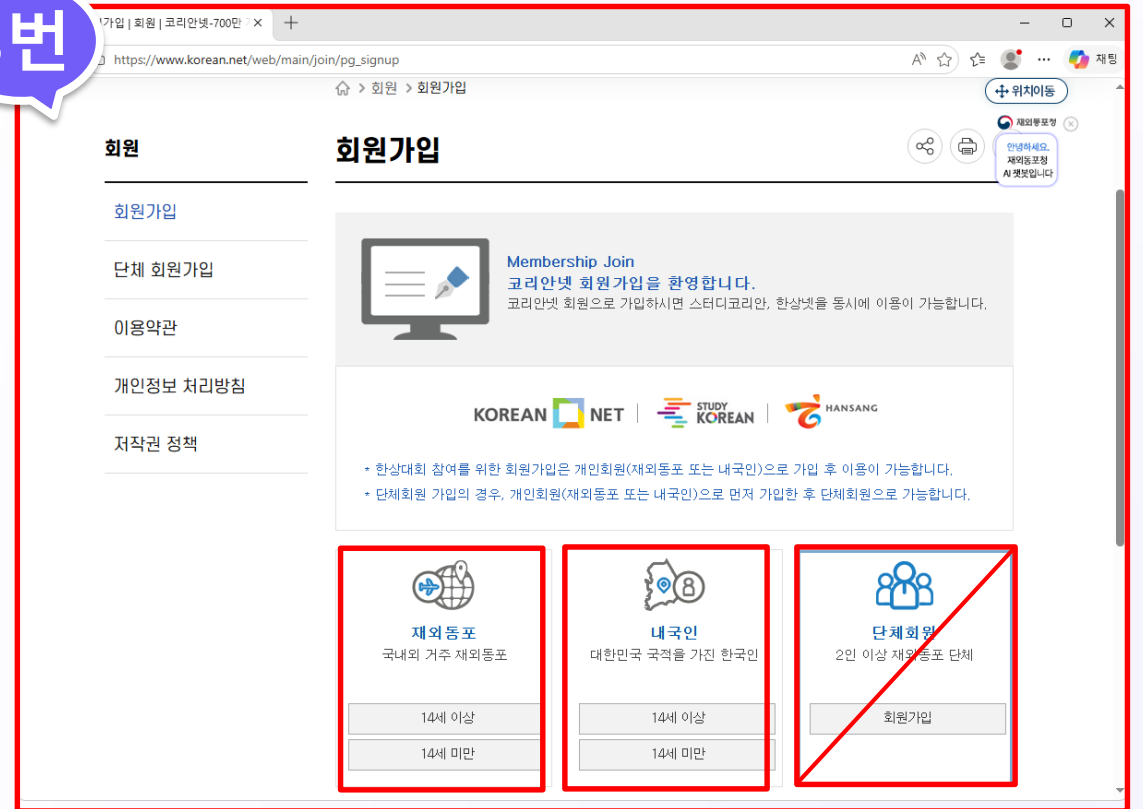 번
가입 | 회원 | 코리안넷-700만
https://www.korean.net/web/main/join/pg_signup
채팅
회원 > 회원가입
위치이동
재외동포청
안녕하세요.
재외동포청
AI 챗봇입니다
회원
회원가입
회원가입
단체 회원가입
이용약관
개인정보 처리방침
저작권 정책
Membership Join
코리안넷 회원가입을 환영합니다.
코리안넷 회원으로 가입하시면 스터디코리안, 한상넷을 동시에 이용이 가능합니다.
KOREAN NET | STUDY KOREAN | HANSANG
* 한상대회 참여를 위한 회원가입은 개인회원(재외동포 또는 내국인)으로 가입 후 이용이 가능합니다.
* 단체회원 가입의 경우, 개인회원(재외동포 또는 내국인)으로 먼저 가입한 후 단체회원으로 가능합니다.
재외동포
국내외 거주 재외동포
14세 이상
14세 미만
내국인
대한민국 국적을 가진 한국인
14세 이상
14세 미만
단체회원
2인 이상 재외동포 단체
회원가입